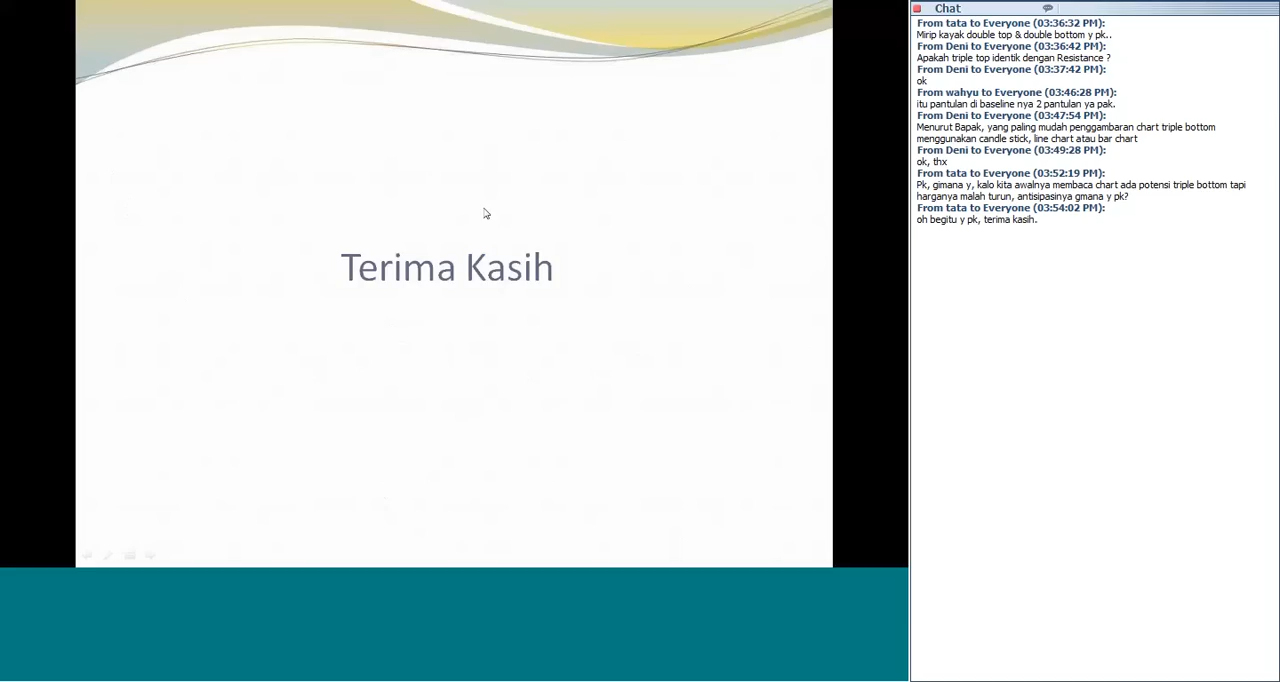 Terima Kasih
Chat
From tata to Everyone (03:36:32 PM):
Mirip kayak double top & double bottom y pk..
From Deni to Everyone (03:36:42 PM):
Apakah triple top identik dengan Resistance ?
From Deni to Everyone (03:37:42 PM):
ok
From wahyu to Everyone (03:46:28 PM):
itu pantulan di baseline nya 2 pantulan ya pak.
From Deni to Everyone (03:47:54 PM):
Menurut Bapak, yang paling mudah penggambaran chart triple bottom
menggunakan candle stick, line chart atau bar chart
From Deni to Everyone (03:49:28 PM):
ok, thx
From tata to Everyone (03:52:19 PM):
Pk, gimana y, kalo kita awalnya membaca chart ada potensi triple bottom tapi
harganya malah turun, antisipasinya gmana y pk?
From tata to Everyone (03:54:02 PM):
oh begitu y pk, terima kasih.